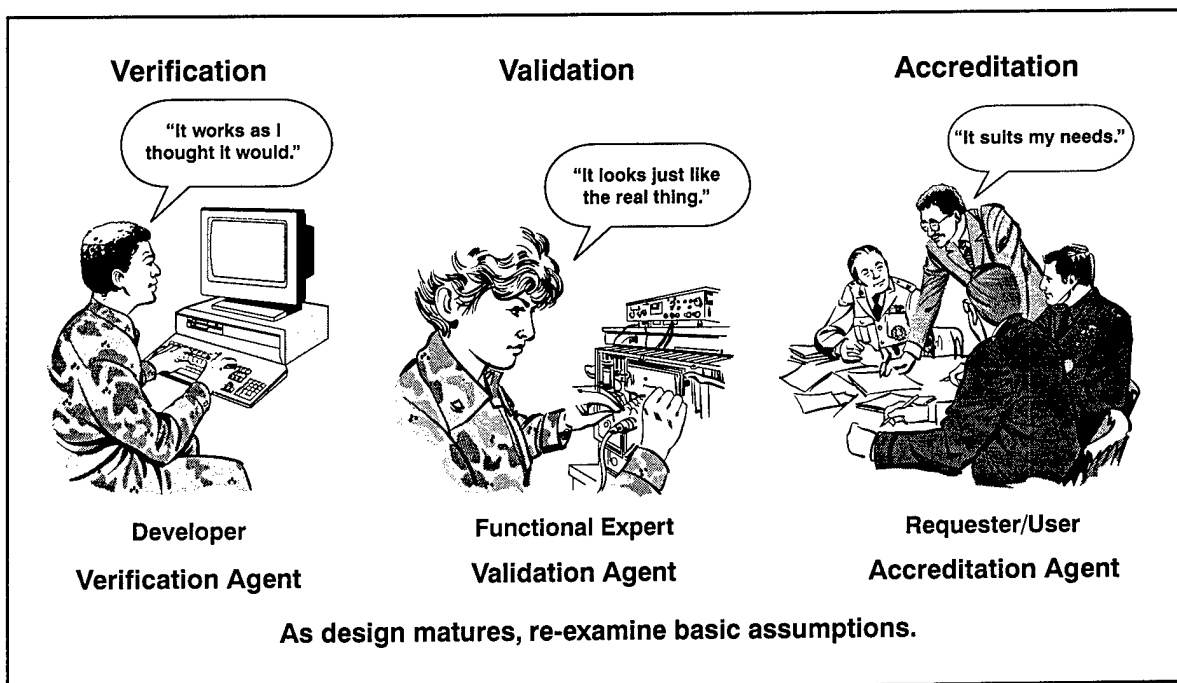 Verification
Validation
Accreditation
“It works as I
thought it would.”
“It looks just like
the real thing.”
“It suits my needs.”
Developer
Verification Agent
Functional Expert
Validation Agent
Requester/User
Accreditation Agent
As design matures, re-examine basic assumptions.